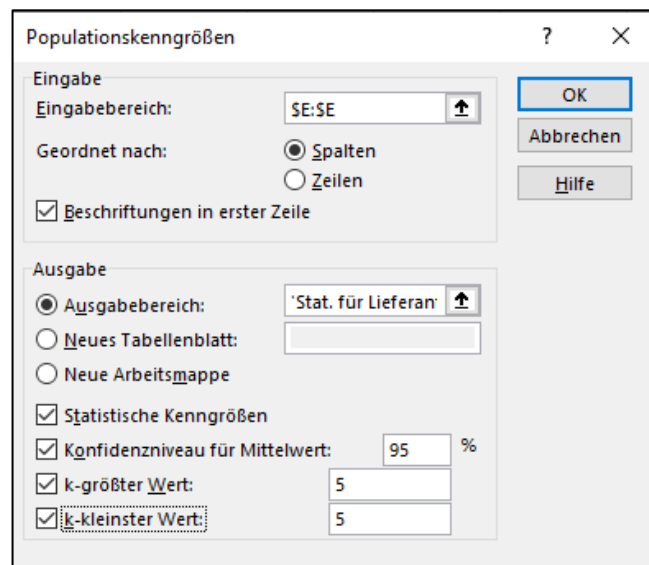 Populationskenngrößen ?
Eingabe
Eingabebereich: $E:$E
OK
Abbrechen
Geordnet nach: Spalten
Zeilen
Hilfe
Beschriftungen in erster Zeile
Ausgabe
Ausgabebereich: 'Stat. für Lieferant
Neues Tabellenblatt:
Neue Arbeitsmappe
Statistische Kenngrößen
Konfidenzniveau für Mittelwert: 95 %
k-größter Wert: 5
k-kleinster Wert: 5